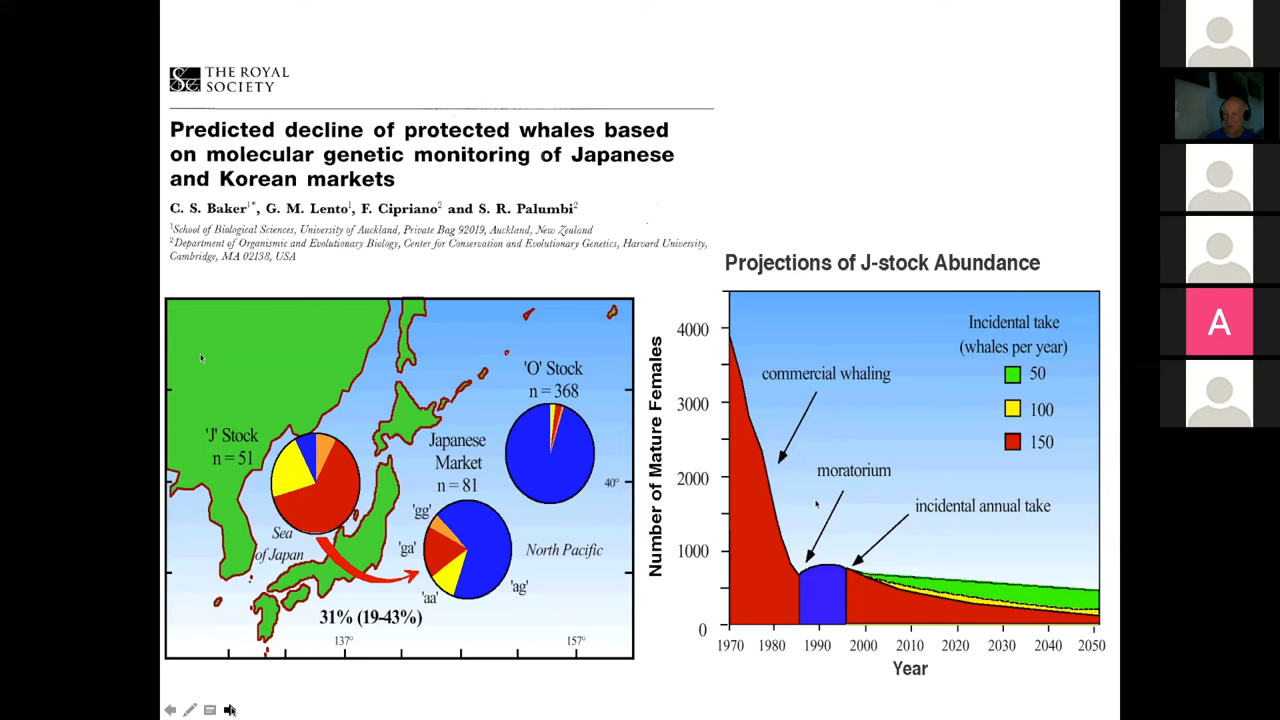 THE ROYAL
SOCIETY
Predicted decline of protected whales based
on molecular genetic monitoring of Japanese
and Korean markets
C. S. Baker1*, G. M. Lento1, F. Cipriano2 and S. R. Palumbi2
1School of Biological Sciences, University of Auckland, Private Bag 92019, Auckland, New Zealand
2Department of Organismic and Evolutionary Biology, Center for Conservation and Evolutionary Genetics, Harvard University,
Cambridge, MA 02138, USA
'O' Stock
n = 368
'J' Stock
n = 51
Japanese
Market
n = 81
40°
'gg'
Sea
of Japan
'ga'
North Pacific
'aa'
'ag'
31% (19-43%)
137°
157°
Projections of J-stock Abundance
Number of Mature Females
4000
3000
2000
1000
0
Incidental take
(whales per year)
50
100
150
commercial whaling
moratorium
incidental annual take
1970 1980 1990 2000 2010 2020 2030 2040 2050
Year
A